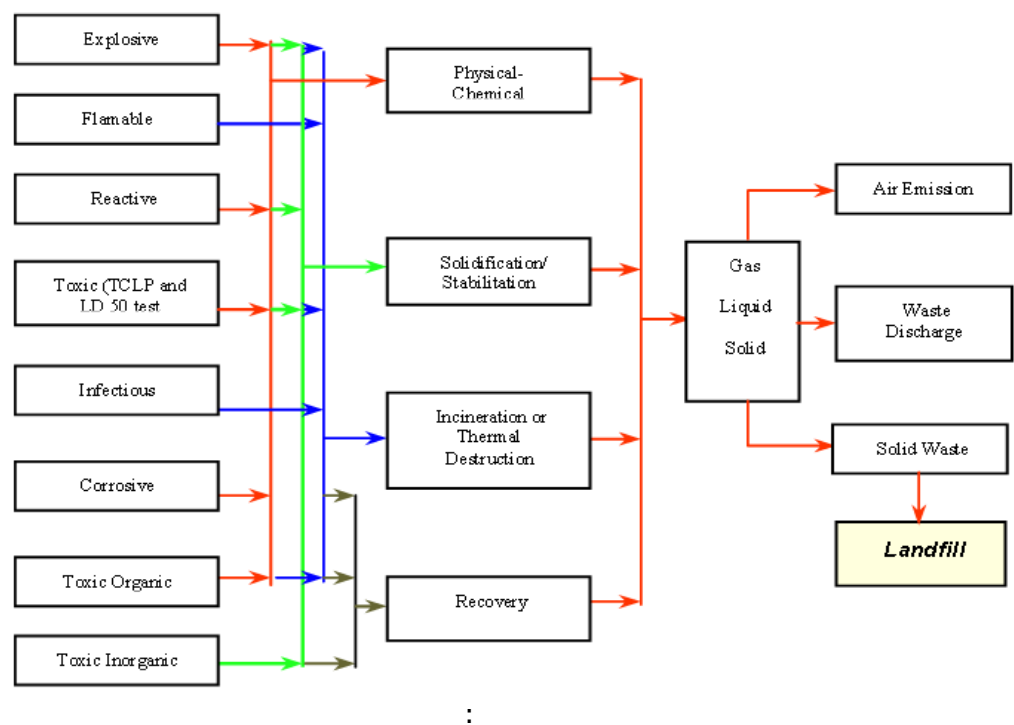 Explosive
Flamable
Reactive
Toxic (TCLP and
LD 50 test
Infectious
Corrosive
Toxic Organic
Toxic Inorganic
Physical-
Chemical
Solidification/
Stabilitation
Incineration or
Thermal
Destruction
Recovery
Gas
Liquid
Solid
Air Emission
Waste
Discharge
Solid Waste
Landfill
: